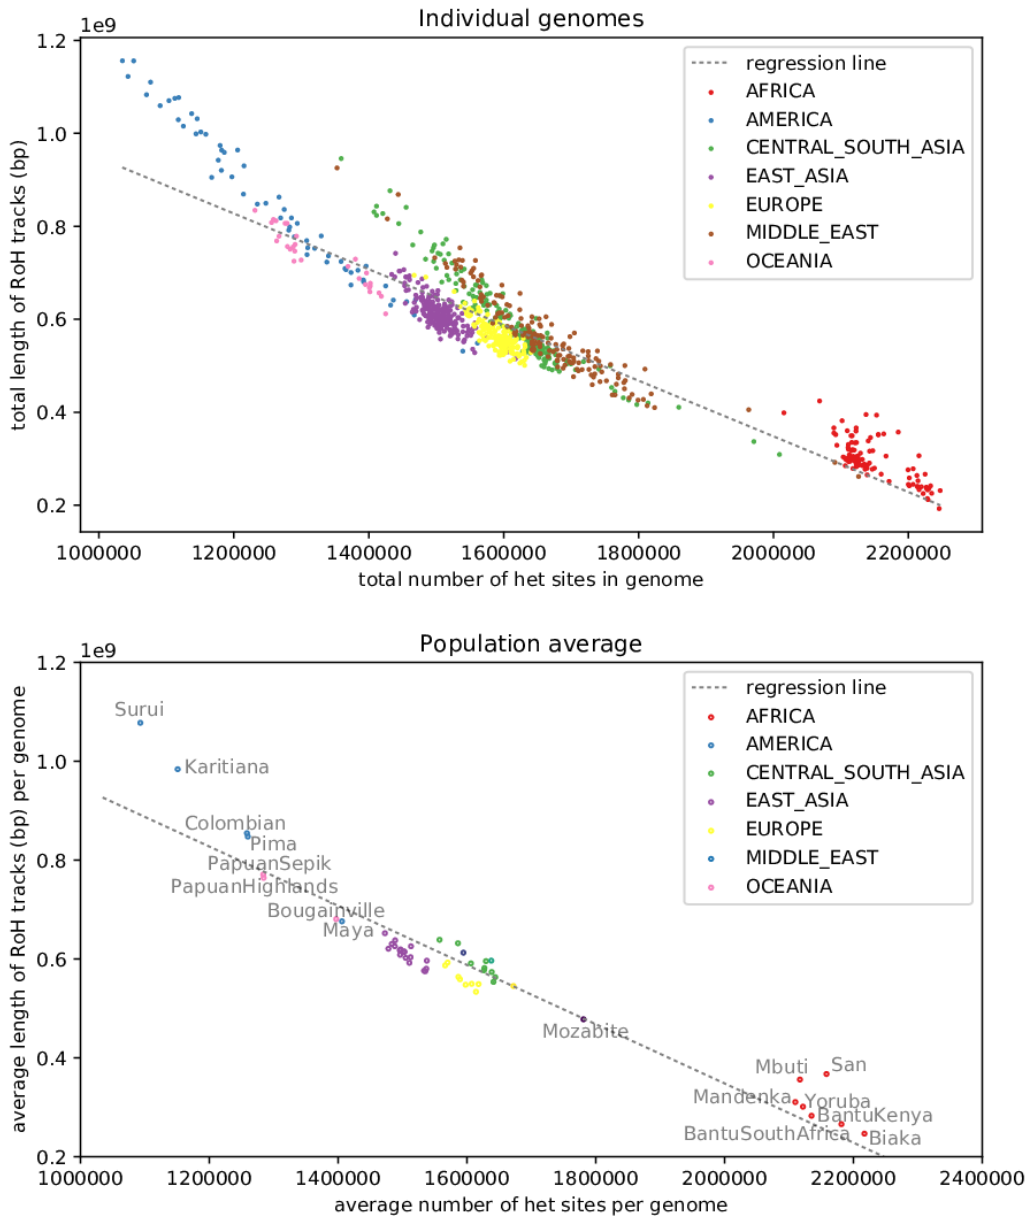 Individual genomes
1e9
1.2
1.0
0.8
0.6
0.4
0.2
total length of RoH tracks (bp)
regression line
AFRICA
AMERICA
CENTRAL_SOUTH_ASIA
EAST_ASIA
EUROPE
MIDDLE_EAST
OCEANIA
1000000 1200000 1400000 1600000 1800000 2000000 2200000
total number of het sites in genome
Population average
1e9
1.2
1.0
0.8
0.6
0.4
0.2
average length of RoH tracks (bp) per genome
regression line
AFRICA
AMERICA
CENTRAL_SOUTH_ASIA
EAST_ASIA
EUROPE
MIDDLE_EAST
OCEANIA
Surui
Karitiana
Colombian
Pima
PapuanSepik
PapuanHighlands
Bougainville
Maya
Mozabite
Mbuti
San
Mandenka
Yoruba
BantuKenya
BantuSouthAfrica
Biaka
1000000 1200000 1400000 1600000 1800000 2000000 2200000 2400000
average number of het sites per genome